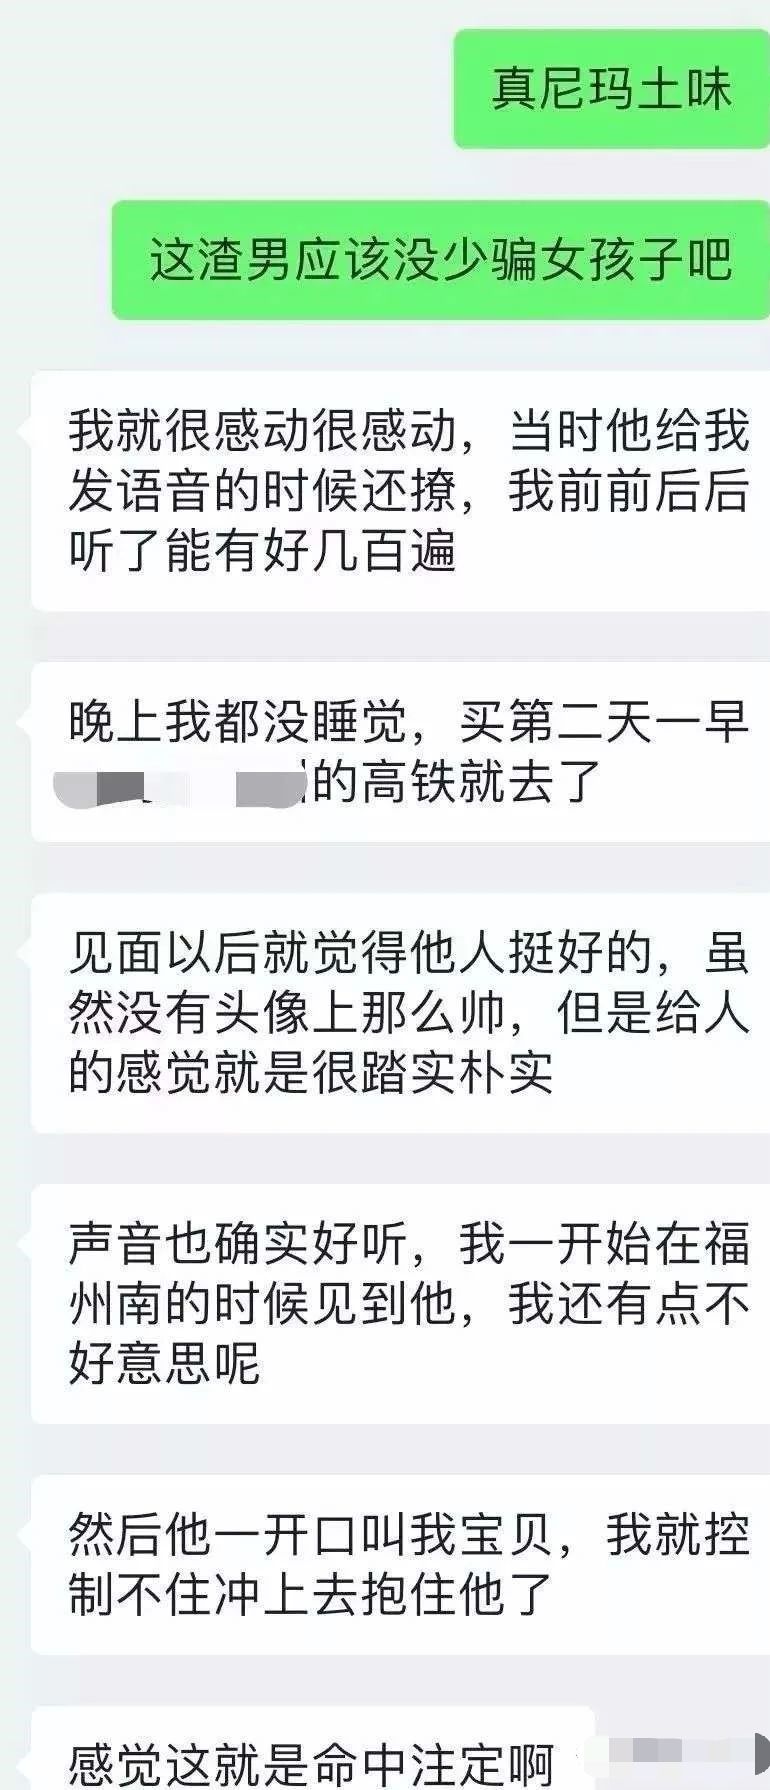 真尼玛土味
这渣男应该没少骗女孩子吧
我就很感动很感动，当时他给我
发语音的时候还撩，我前前后后
听了能有好几百遍
晚上我都没睡觉，买第二天一早
的高铁就去了
见面以后就觉得他人挺好的，虽
然没有头像上那么帅，但是给人
的感觉就是很踏实朴实
声音也确实好听，我一开始在福
州南的时候见到他，我还有点不
好意思呢
然后他一开口叫我宝贝，我就控
制不住冲上去抱住他了
感觉这就是命中注定啊